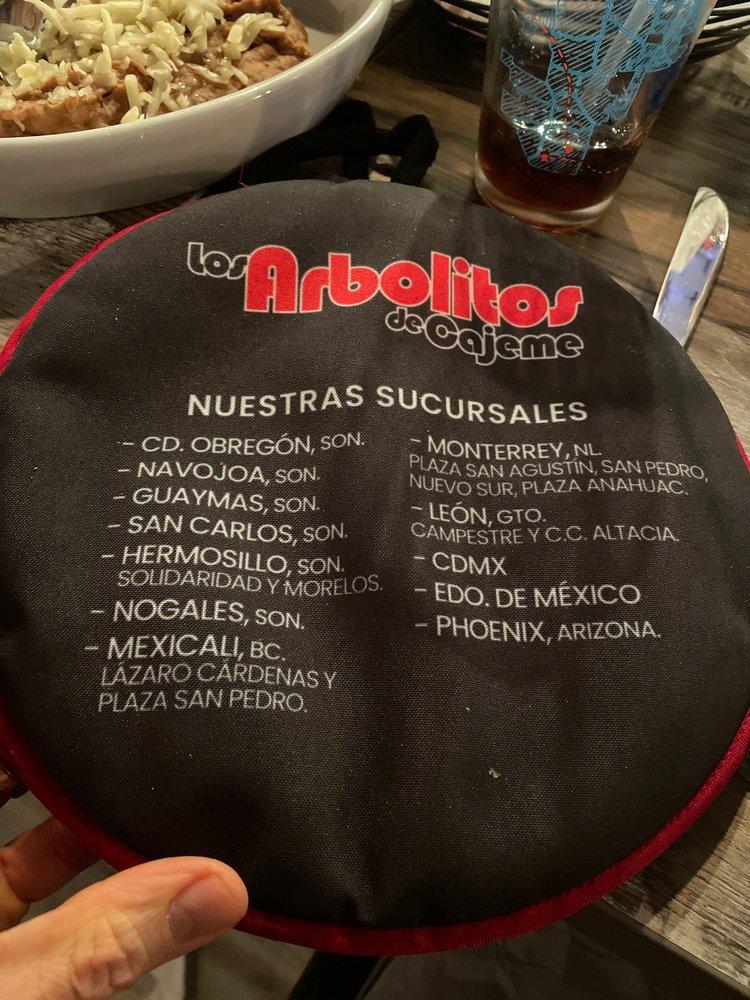 Los
Arbolitos
de Cajeme
NUESTRAS SUCURSALES
- CD. OBREGÓN, SON.
- NAVOJOA, SON.
- GUAYMAS, SON.
- SAN CARLOS, SON.
- HERMOSILLO, SON.
SOLIDARIDAD Y MORELOS.
- NOGALES, SON.
- MEXICALI, BC.
LÁZARO CÁRDENAS Y
PLAZA SAN PEDRO.
- MONTERREY, NL
PLAZA SAN AGUSTÍN, SAN PEDRO,
NUEVO SUR, PLAZA ANAHUAC.
- LEÓN, GTO.
CAMPESTRE Y C.C. ALTACIA.
- CDMX
- EDO. DE MÉXICO
- PHOENIX, ARIZONA.